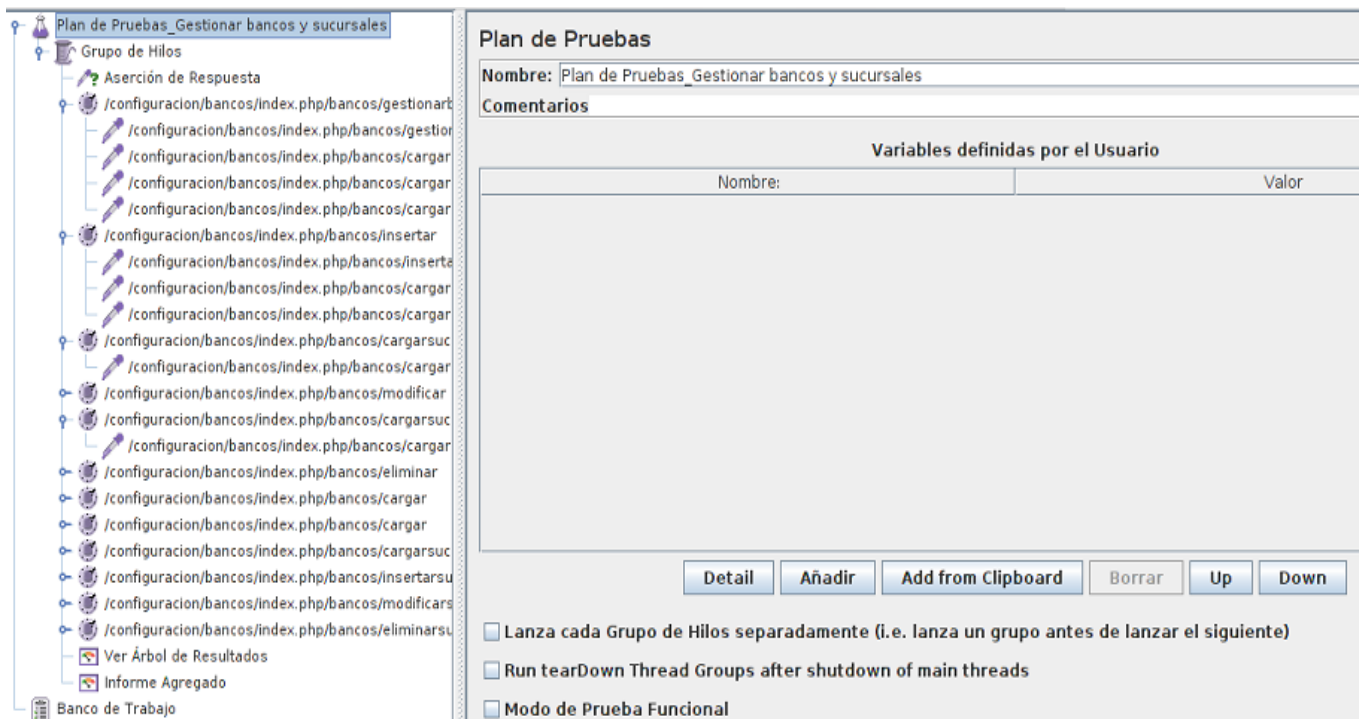 Plan de Pruebas_Gestionar bancos y sucursales
Grupo de Hilos
Aserción de Respuesta
/configuracion/bancos/index.php/bancos/gestionarb
/configuracion/bancos/index.php/bancos/gestior
/configuracion/bancos/index.php/bancos/cargar
/configuracion/bancos/index.php/bancos/cargar
/configuracion/bancos/index.php/bancos/cargar
/configuracion/bancos/index.php/bancos/insertar
/configuracion/bancos/index.php/bancos/inserta
/configuracion/bancos/index.php/bancos/cargar
/configuracion/bancos/index.php/bancos/cargar
/configuracion/bancos/index.php/bancos/cargarsuc
/configuracion/bancos/index.php/bancos/cargar
/configuracion/bancos/index.php/bancos/modificar
/configuracion/bancos/index.php/bancos/cargarsuc
/configuracion/bancos/index.php/bancos/cargar
/configuracion/bancos/index.php/bancos/eliminar
/configuracion/bancos/index.php/bancos/cargar
/configuracion/bancos/index.php/bancos/cargar
/configuracion/bancos/index.php/bancos/cargarsuc
/configuracion/bancos/index.php/bancos/insertarsu
/configuracion/bancos/index.php/bancos/modificars
/configuracion/bancos/index.php/bancos/eliminarsu
Ver Árbol de Resultados
Informe Agregado
Banco de Trabajo
Plan de Pruebas
Nombre: Plan de Pruebas_Gestionar bancos y sucursales
Comentarios
Variables definidas por el Usuario
Nombre: Valor
Detail Añadir Add from Clipboard Borrar Up Down
Lanza cada Grupo de Hilos separadamente (i.e. lanza un grupo antes de lanzar el siguiente)
Run tearDown Thread Groups after shutdown of main threads
Modo de Prueba Funcional